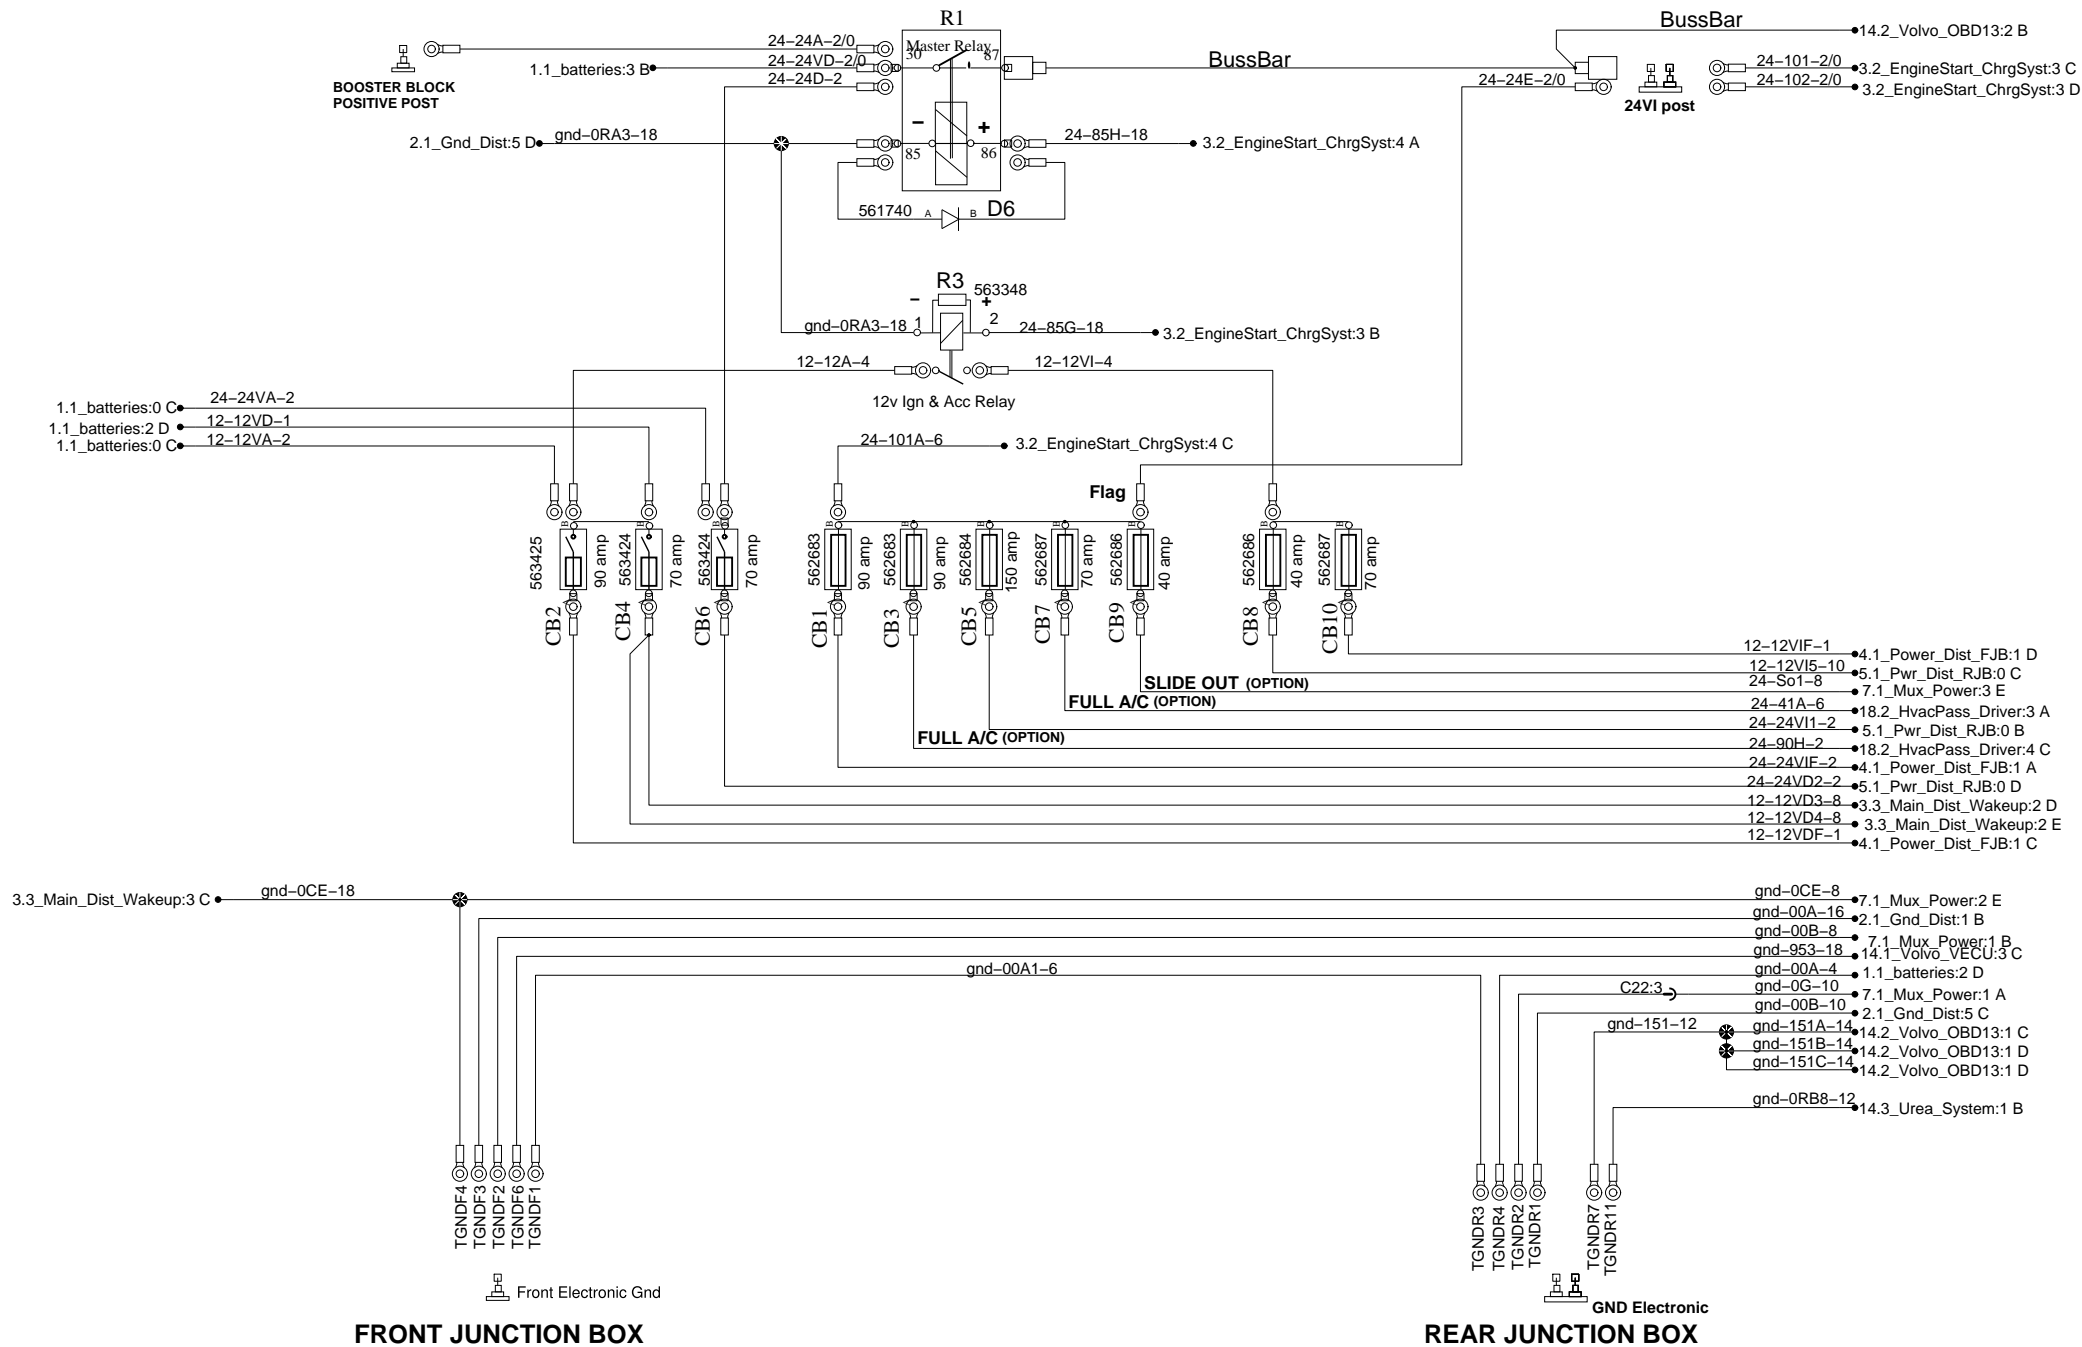 R1
BussBar
14.2_Volvo_OBD13:2 B
24-24A-2/0
Master Relay
30
87
24-24VD-2/0
1.1_batteries:3 B
BussBar
24-101-2/0
3.2_EngineStart_ChrgSyst:3 C
BOOSTER BLOCK
POSITIVE POST
24-24D-2
24-24E-2/0
24VI post
24-102-2/0
3.2_EngineStart_ChrgSyst:3 D
2.1_Gnd_Dist:5 D
gnd-0RA3-18
85
-
+
86
24-85H-18
3.2_EngineStart_ChrgSyst:4 A
561740
A
B
D6
R3
563348
-
+
gnd-0RA3-18
1
2
24-85G-18
3.2_EngineStart_ChrgSyst:3 B
12-12A-4
12-12VI-4
12v Ign & Acc Relay
1.1_batteries:0 C
24-24VA-2
1.1_batteries:2 D
12-12VD-1
1.1_batteries:0 C
12-12VA-2
24-101A-6
3.2_EngineStart_ChrgSyst:4 C
Flag
B
B
B
B
B
B
B
B
B
B
563425
90 amp
563424
70 amp
563424
70 amp
562683
90 amp
562683
90 amp
562684
150 amp
562687
70 amp
562686
40 amp
562686
40 amp
562687
70 amp
CB2
CB4
CB6
CB1
CB3
CB5
CB7
CB9
CB8
CB10
12-12VIF-1
4.1_Power_Dist_FJB:1 D
12-12VI5-10
5.1_Pwr_Dist_RJB:0 C
SLIDE OUT (OPTION)
24-So1-8
7.1_Mux_Power:3 E
FULL A/C (OPTION)
24-41A-6
18.2_HvacPass_Driver:3 A
24-24VI1-2
5.1_Pwr_Dist_RJB:0 B
FULL A/C (OPTION)
24-90H-2
18.2_HvacPass_Driver:4 C
24-24VIF-2
4.1_Power_Dist_FJB:1 A
24-24VD2-2
5.1_Pwr_Dist_RJB:0 D
12-12VD3-8
3.3_Main_Dist_Wakeup:2 D
12-12VD4-8
3.3_Main_Dist_Wakeup:2 E
12-12VDF-1
4.1_Power_Dist_FJB:1 C
3.3_Main_Dist_Wakeup:3 C
gnd-0CE-18
gnd-0CE-8
7.1_Mux_Power:2 E
gnd-00A-16
2.1_Gnd_Dist:1 B
gnd-00B-8
7.1_Mux_Power:1 B
gnd-953-18
14.1_Volvo_VECU:3 C
gnd-00A1-6
gnd-00A-4
1.1_batteries:2 D
C22:3
gnd-0G-10
7.1_Mux_Power:1 A
gnd-00B-10
2.1_Gnd_Dist:5 C
gnd-151-12
gnd-151A-14
14.2_Volvo_OBD13:1 C
gnd-151B-14
14.2_Volvo_OBD13:1 D
gnd-151C-14
14.2_Volvo_OBD13:1 D
gnd-0RB8-12
14.3_Urea_System:1 B
TGNDF4
TGNDF3
TGNDF2
TGNDF6
TGNDF1
TGNDR3
TGNDR4
TGNDR2
TGNDR1
TGNDR7
TGNDR11
Front Electronic Gnd
GND Electronic
FRONT JUNCTION BOX
REAR JUNCTION BOX